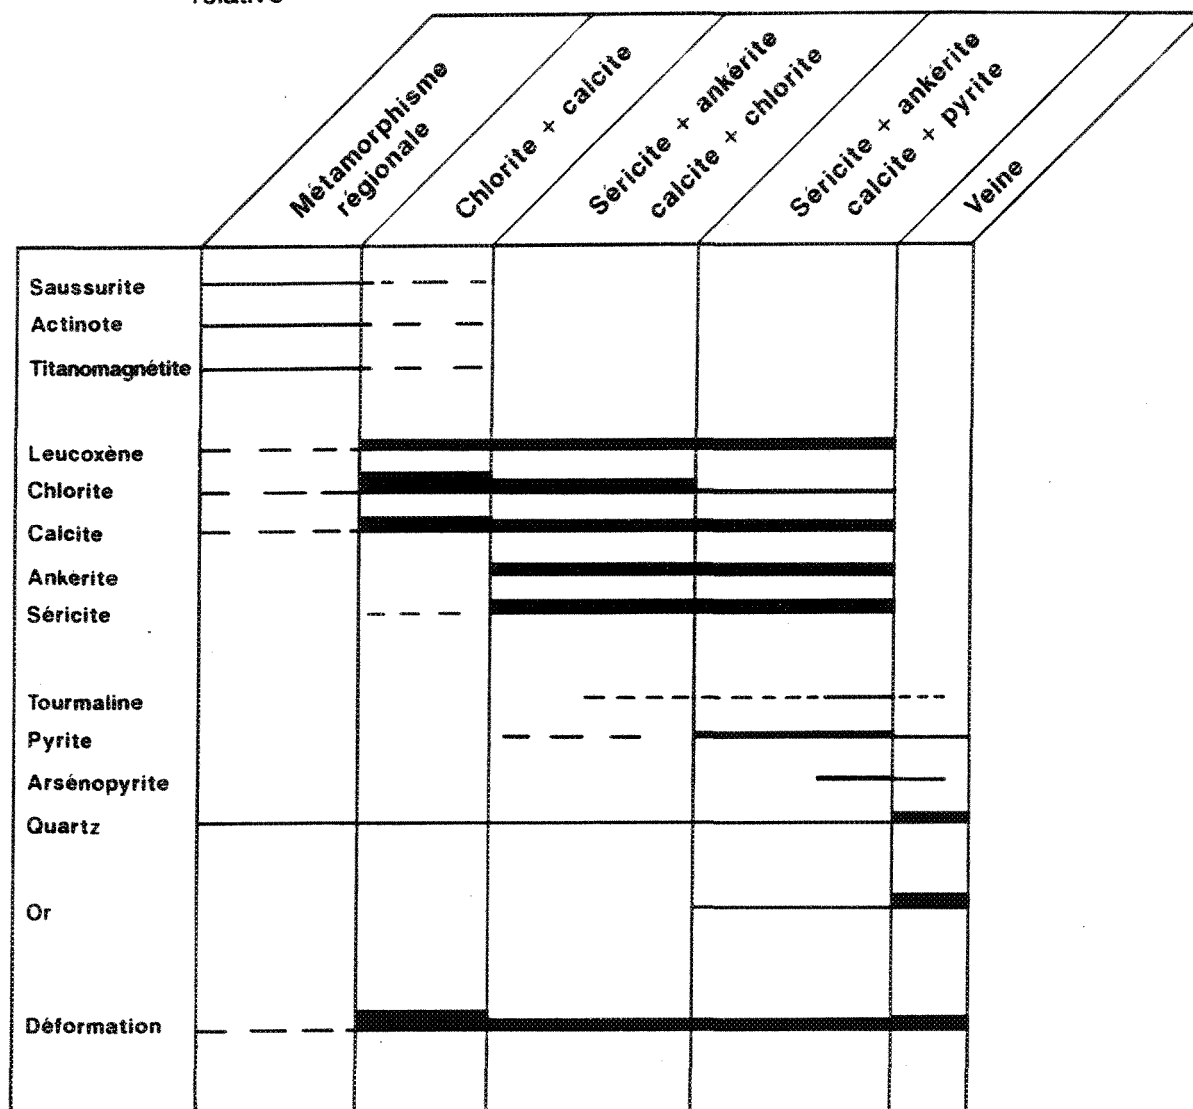 relative
Métamorphisme
régionale
Chlorite + calcite
Séricite + ankérite
calcite + chlorite
Séricite + ankérite
calcite + pyrite
Veine
Saussurite
Actinote
Titanomagnétite
Leucoxène
Chlorite
Calcite
Ankérite
Séricite
Tourmaline
Pyrite
Arsénopyrite
Quartz
Or
Déformation